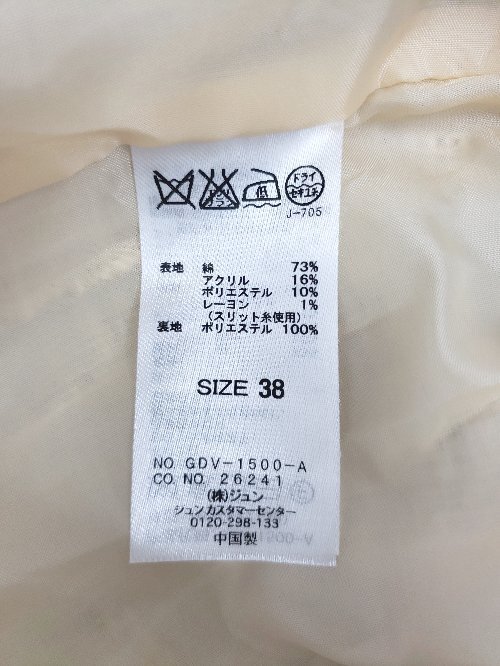 低
ドライ
セキユ系
J-705
表地 綿 73%
アクリル 16%
ポリエステル 10%
レーヨン 1%
(スリット糸使用)
裏地 ポリエステル 100%
SIZE 38
NO. GDV-1500-A
CO. NO. 26241
(株)ジュン
ジュンカスタマーセンター
0120-298-133
中国製